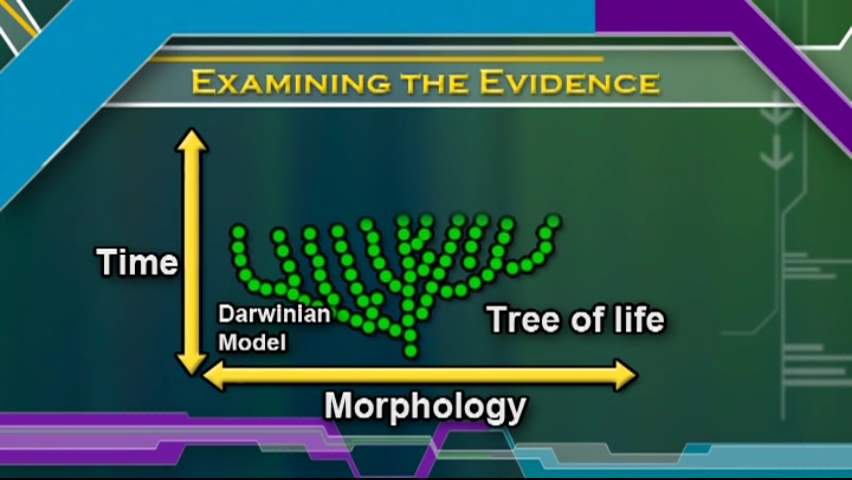 Examining the Evidence
Time
Darwinian
Model
Tree of life
Morphology